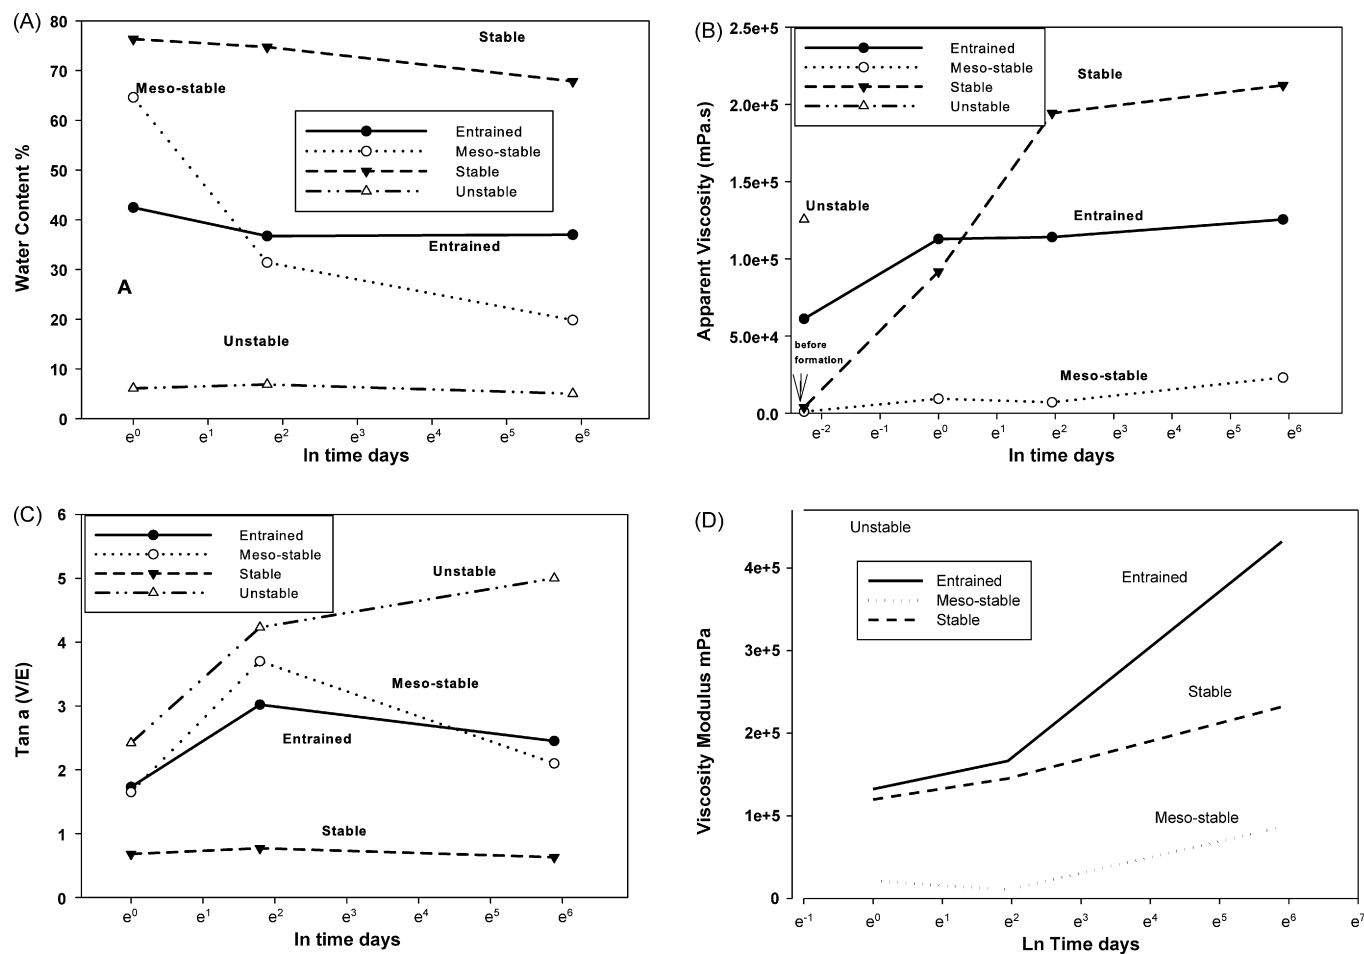 (A)
80
70
60
50
40
30
20
10
0
Water Content %
Stable
Meso-stable
Entrained
Meso-stable
Stable
Unstable
Entrained
A
Unstable
e0 e1 e2 e3 e4 e5 e6
ln time days
(B)
2.5e+5
2.0e+5
1.5e+5
1.0e+5
5.0e+4
0.0
Apparent Viscosity (mPa.s)
Entrained
Meso-stable
Stable
Unstable
Stable
Unstable
Entrained
before
formation
Meso-stable
e-2 e-1 e0 e1 e2 e3 e4 e5 e6
ln time days
(C)
6
5
4
3
2
1
0
Tan a (V/E)
Entrained
Meso-stable
Stable
Unstable
Unstable
Meso-stable
Entrained
Stable
e0 e1 e2 e3 e4 e5 e6
ln time days
(D)
4e+5
3e+5
2e+5
1e+5
0
Viscosity Modulus mPa
Unstable
Entrained
Meso-stable
Stable
Entrained
Stable
Meso-stable
e-1 e0 e1 e2 e3 e4 e5 e6 e7
Ln Time days